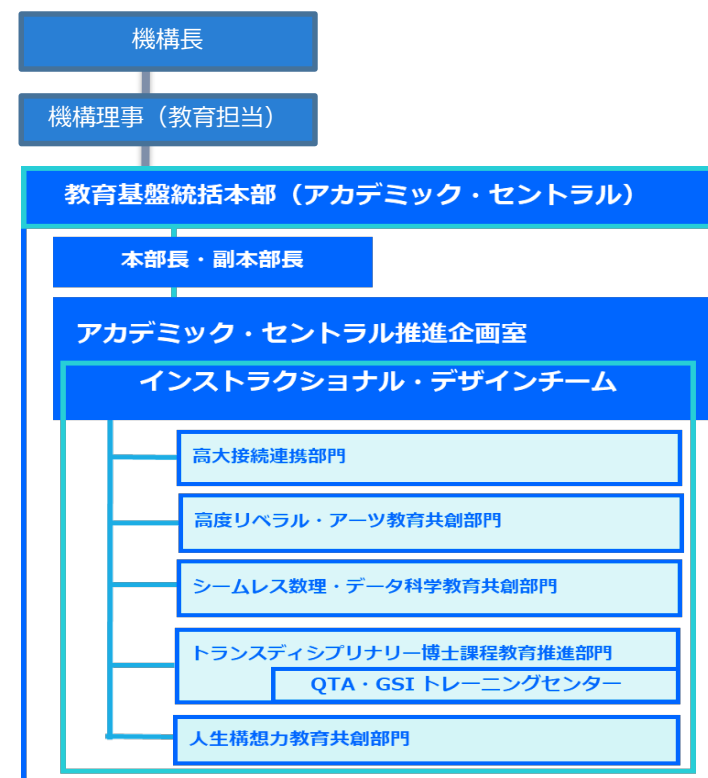 機構長
機構理事（教育担当）
教育基盤統括本部（アカデミック・セントラル）
本部長・副本部長
アカデミック・セントラル推進企画室
インストラクショナル・デザインチーム
高大接続連携部門
高度リベラル・アーツ教育共創部門
シームレス数理・データ科学教育共創部門
トランスディシプリナリー博士課程教育推進部門
QTA・GSI トレーニングセンター
人生構想力教育共創部門